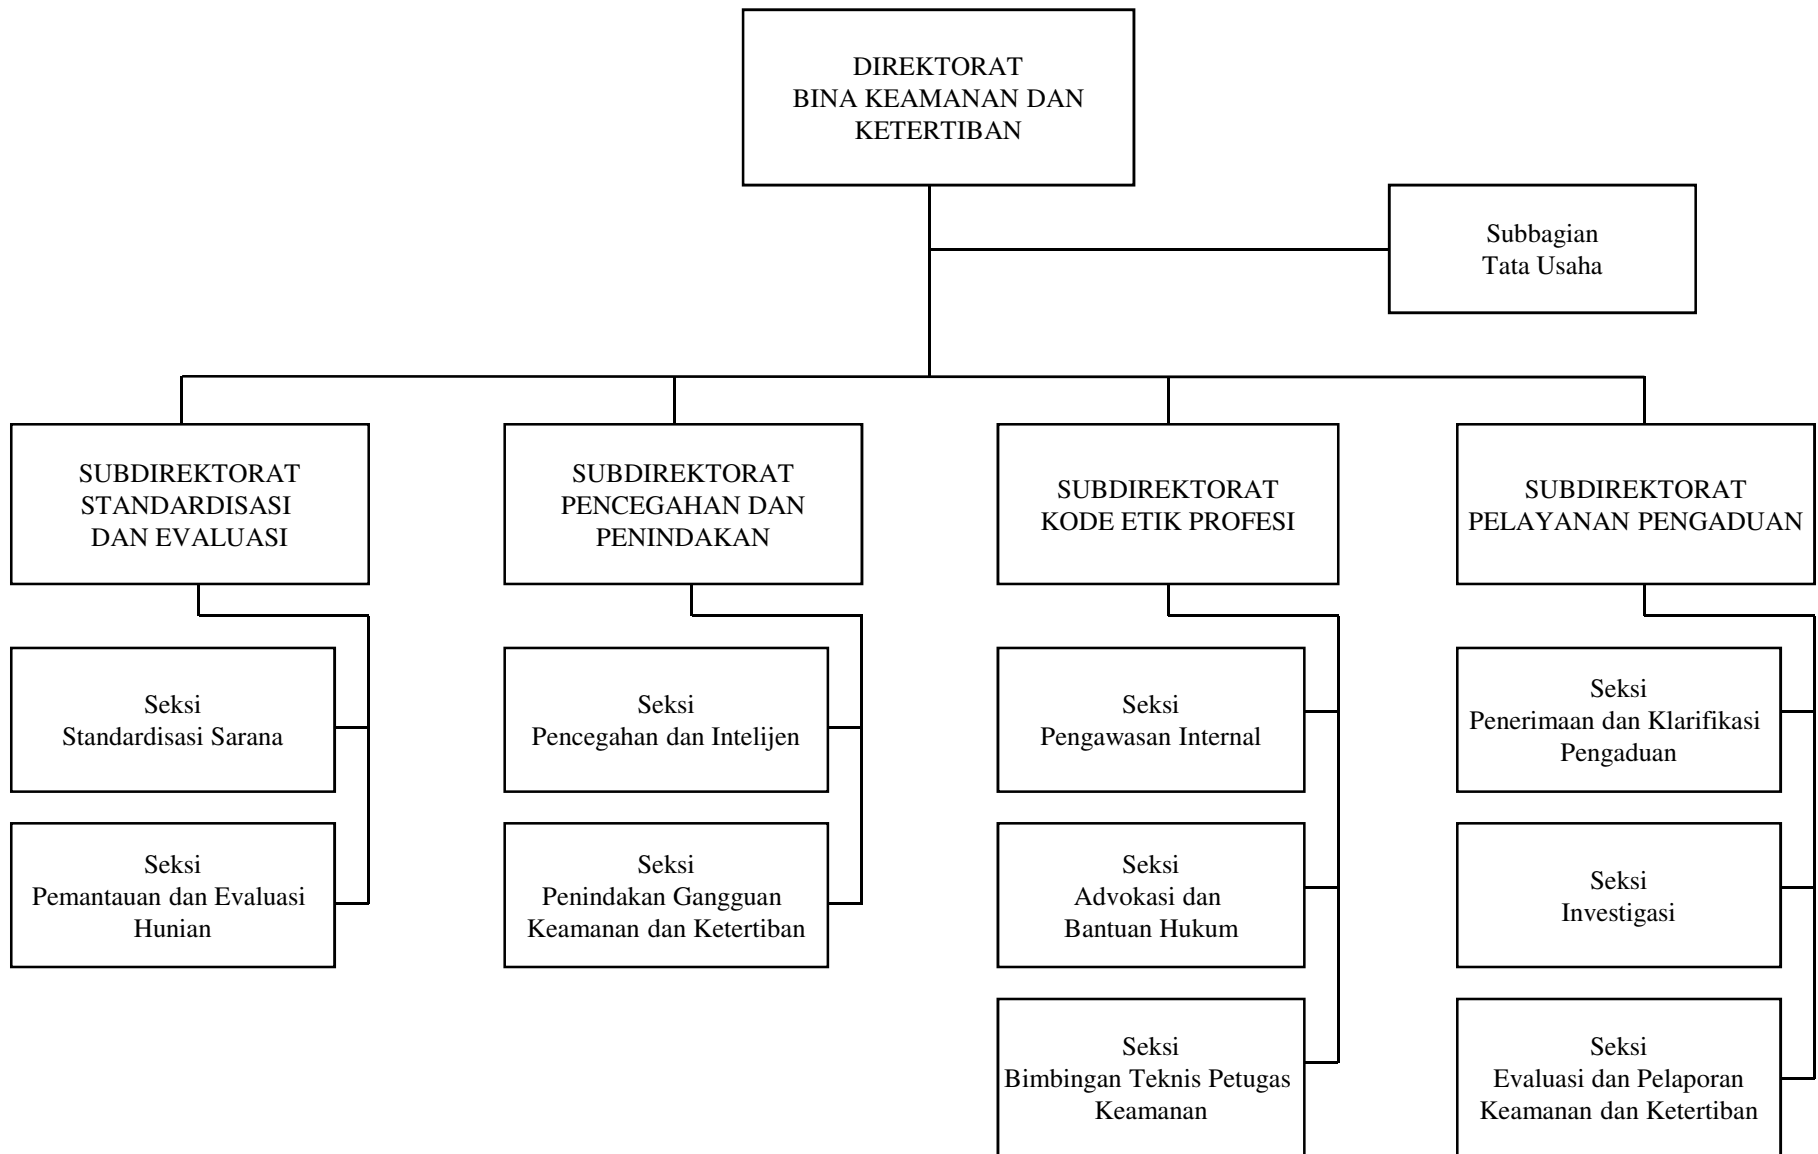 DIREKTORAT
BINA KEAMANAN DAN
KETERTIBAN
Subbagian
Tata Usaha
SUBDIREKTORAT
STANDARDISASI
DAN EVALUASI
SUBDIREKTORAT
PENCEGAHAN DAN
PENINDAKAN
SUBDIREKTORAT
KODE ETIK PROFESI
SUBDIREKTORAT
PELAYANAN PENGADUAN
Seksi
Standardisasi Sarana
Seksi
Pencegahan dan Intelijen
Seksi
Pengawasan Internal
Seksi
Penerimaan dan Klarifikasi
Pengaduan
Seksi
Pemantauan dan Evaluasi
Hunian
Seksi
Penindakan Gangguan
Keamanan dan Ketertiban
Seksi
Advokasi dan
Bantuan Hukum
Seksi
Investigasi
Seksi
Bimbingan Teknis Petugas
Keamanan
Seksi
Evaluasi dan Pelaporan
Keamanan dan Ketertiban